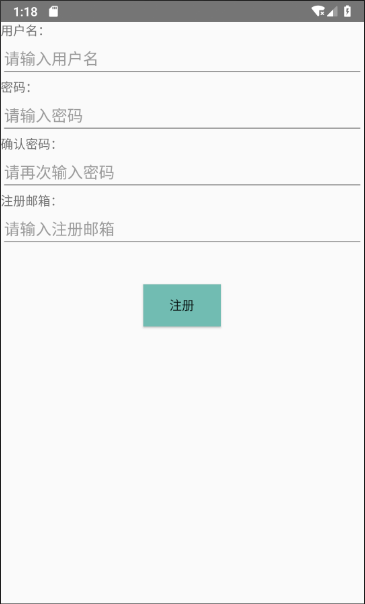 1:18
用户名：
请输入用户名
密码：
请输入密码
确认密码：
请再次输入密码
注册邮箱：
请输入注册邮箱
注册